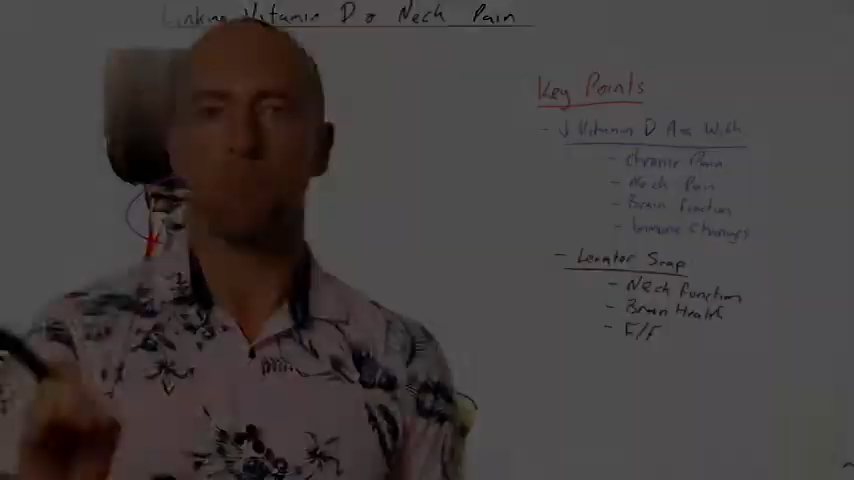 Linking Vitamin D & Neck Pain
Key Points
- ↓ Vitamin D Ass With
- Chronic Pain
- Neck Pain
- Brain Function
- Immune Changes
- Levator Scap
- Neck Function
- Brain Health
- F/F